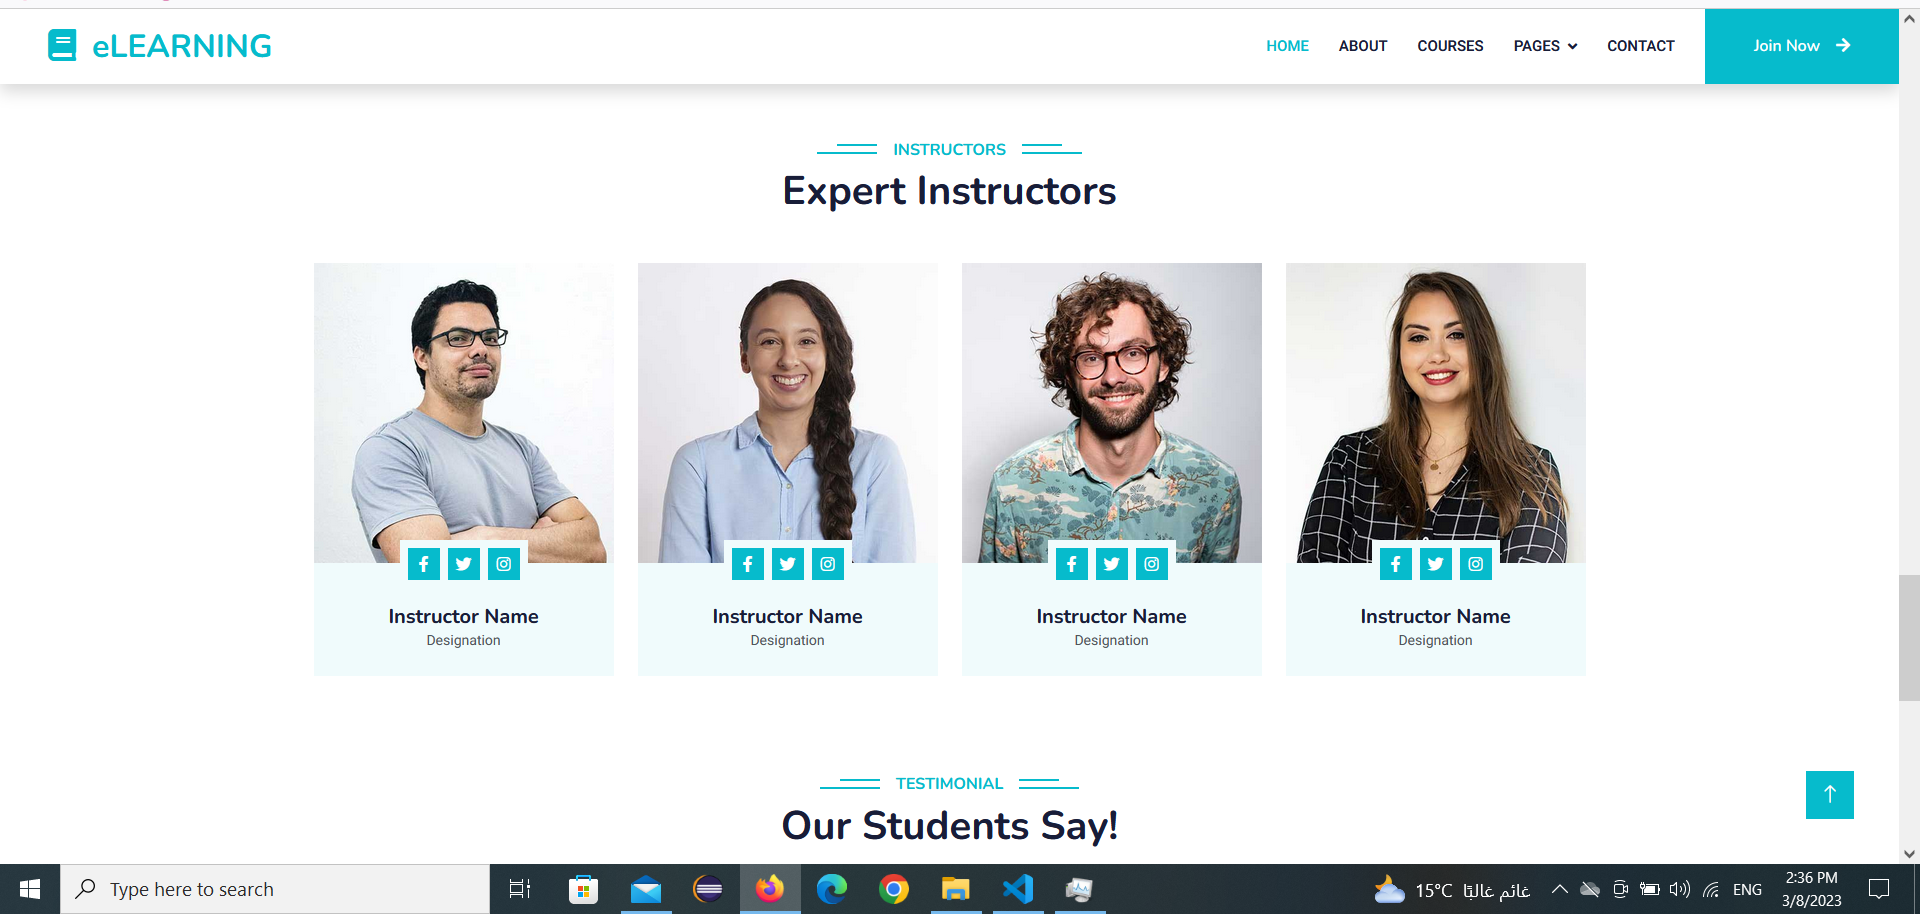 eLEARNING
HOME ABOUT COURSES PAGES CONTACT Join Now
INSTRUCTORS
Expert Instructors
Instructor Name Instructor Name Instructor Name Instructor Name
Designation Designation Designation Designation
TESTIMONIAL
Our Students Say!
Type here to search
15°C غائم غالبًا
ENG
2:36 PM
3/8/2023